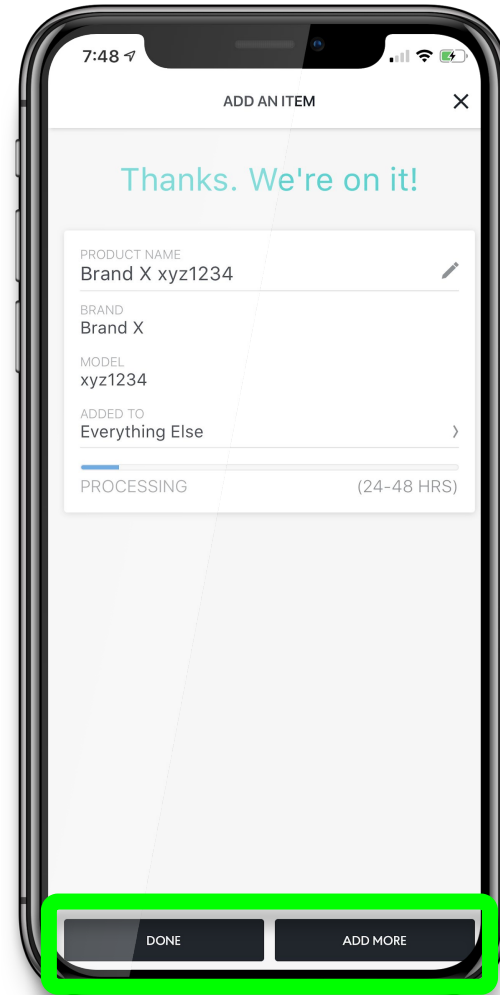 7:48
ADD AN ITEM
Thanks. We're on it!
PRODUCT NAME
Brand X xyz1234
BRAND
Brand X
MODEL
xyz1234
ADDED TO
Everything Else
PROCESSING (24-48 HRS)
DONE ADD MORE